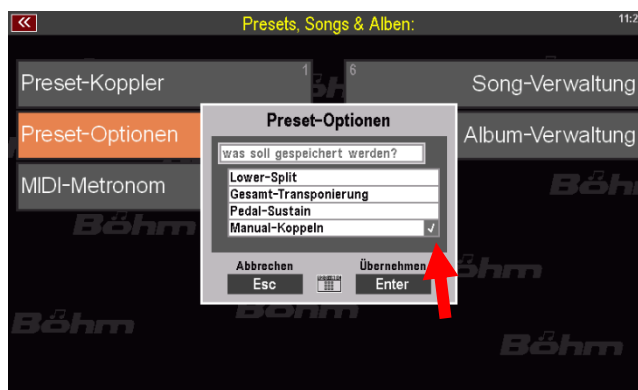 Presets, Songs & Alben:
11:2
Preset-Koppler
1
6
Song-Verwaltung
Preset-Optionen
Album-Verwaltung
MIDI-Metronom
Preset-Optionen
was soll gespeichert werden?
Lower-Split
Gesamt-Transponierung
Pedal-Sustain
Manual-Koppeln
Abbrechen
Übernehmen
Esc
Enter
Böhm
Böhm
Böhm
Böhm
Böhm